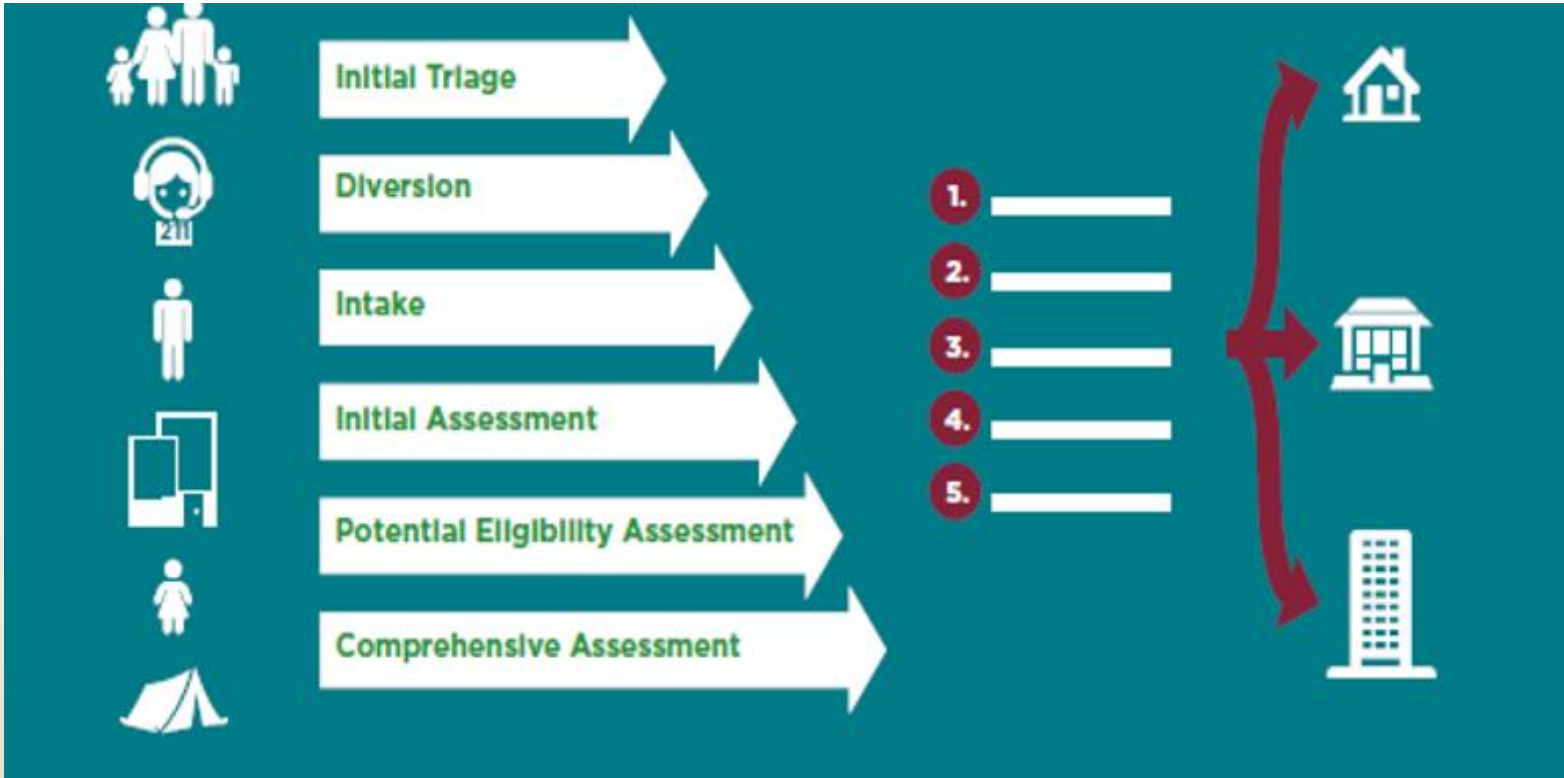 211
Initial Triage
Diversion
Intake
Initial Assessment
Potential Eligibility Assessment
Comprehensive Assessment
1.
2.
3.
4.
5.